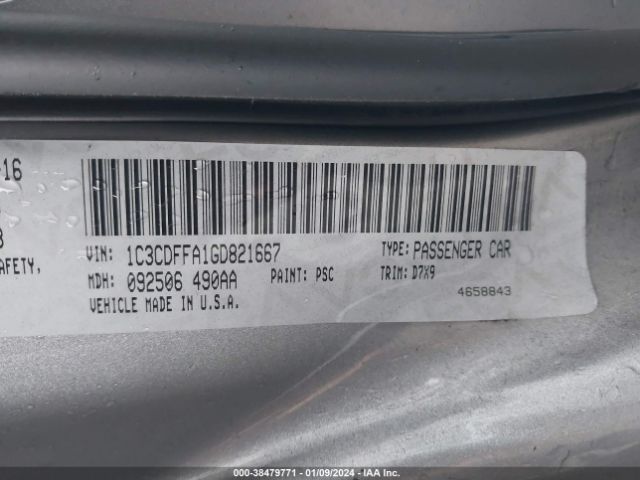 -16
VIN: 1C3CDFFA1GD821667 TYPE: PASSENGER CAR
AFETY, MDH: 092506 490AA PAINT: PSC TRIM: D7X9
VEHICLE MADE IN U.S.A. 4658843
000-38479771 - 01/09/2024 - IAA Inc.